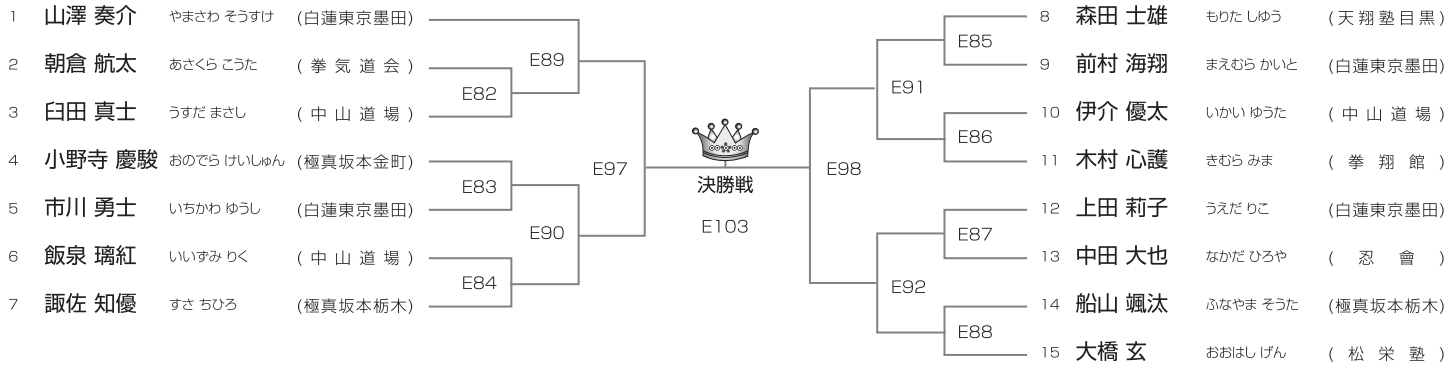 1 山澤 奏介 やまさわ そうすけ (白蓮東京墨田)
2 朝倉 航太 あさくら こうた (拳気道会)
3 臼田 真士 うすだ まさし (中山道場)
4 小野寺 慶駿 おのでら けいしゅん (極真坂本金町)
5 市川 勇士 いちかわ ゆうし (白蓮東京墨田)
6 飯泉 璃紅 いいずみ りく (中山道場)
7 諏佐 知優 すさ ちひろ (極真坂本栃木)
E89
E82
E83
E90
E84
E97
決勝戦
E103
E98
E85
E91
E86
E87
E92
E88
8 森田 士雄 もりた しゆう (天翔塾目黒)
9 前村 海翔 まえむら かいと (白蓮東京墨田)
10 伊介 優太 いかい ゆうた (中山道場)
11 木村 心護 きむら みま (拳翔館)
12 上田 莉子 うえだ りこ (白蓮東京墨田)
13 中田 大也 なかだ ひろや (忍會)
14 船山 颯汰 ふなやま そうた (極真坂本栃木)
15 大橋 玄 おおはし げん (松栄塾)